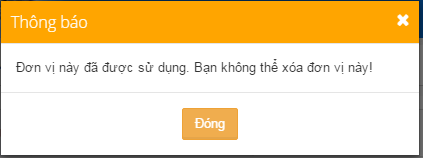 Thông báo
Đơn vị này đã được sử dụng. Bạn không thể xóa đơn vị này!
Đóng